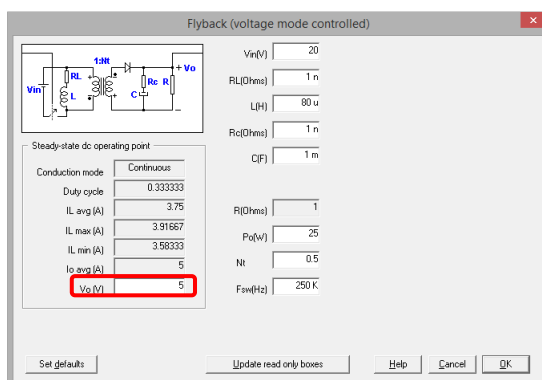 Flyback (voltage mode controlled)
x
1:Nt
+ Vo
RL
Rc R
Vin
L
C
+
−
Vin(V) 20
RL(Ohms) 1 n
L(H) 80 u
Rc(Ohms) 1 n
C(F) 1 m
Steady-state dc operating point
Conduction mode Continuous
Duty cycle 0.333333
IL avg (A) 3.75
IL max (A) 3.91667
IL min (A) 3.58333
Io avg (A) 5
Vo (V) 5
R(Ohms) 1
Po(W) 25
Nt 0.5
Fsw(Hz) 250 K
Set defaults
Update read only boxes
Help
Cancel
OK